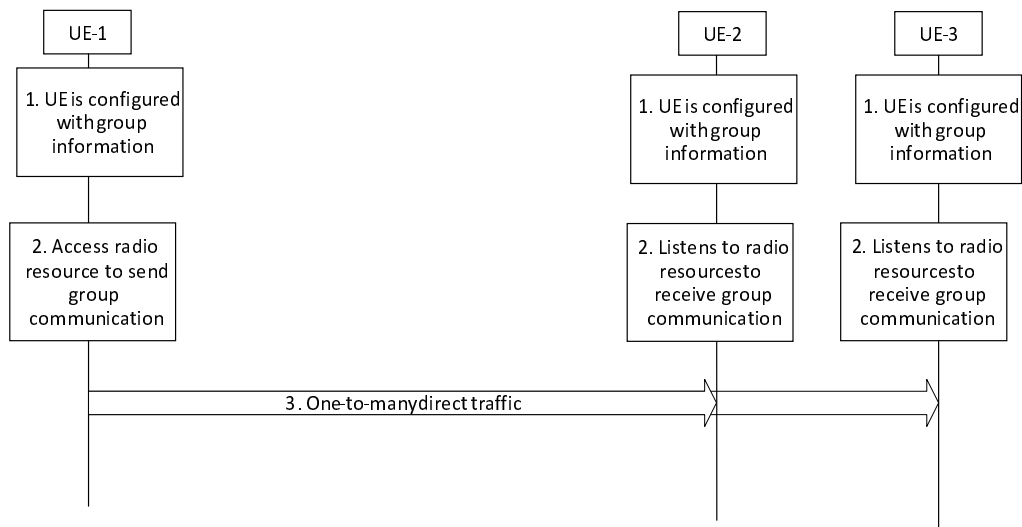 UE-1
UE-2
UE-3
1. UE is configured
with group
information
1. UE is configured
with group
information
1. UE is configured
with group
information
2. Access radio
resource to send
group
communication
2. Listens to radio
resourcesto
receive group
communication
2. Listens to radio
resourcesto
receive group
communication
3. One-to-manydirect traffic